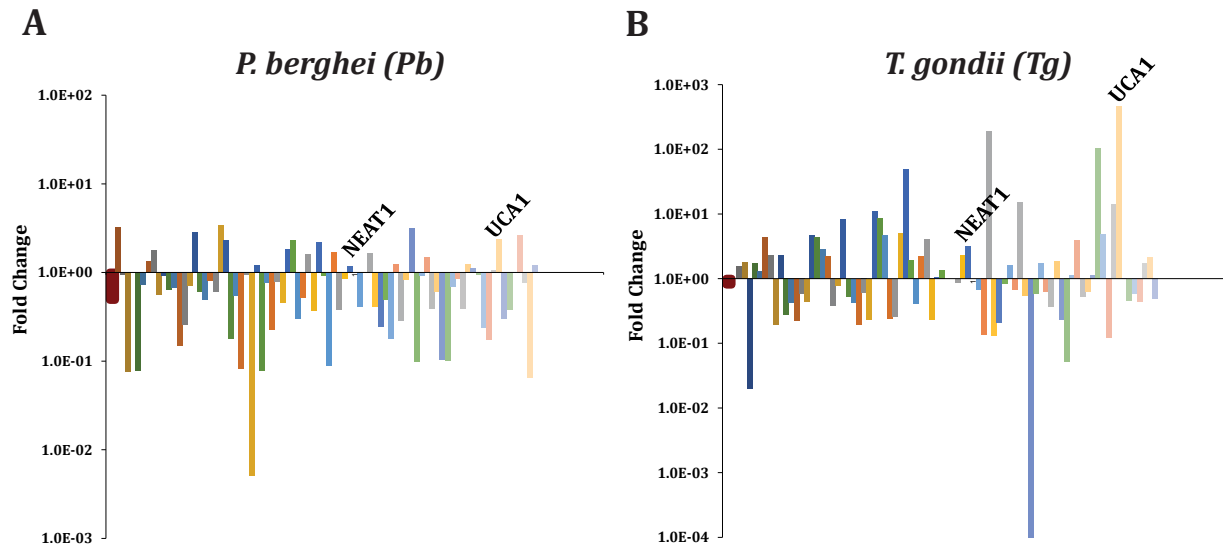 A
P. berghei (Pb)
1.0E+02
1.0E+01
1.0E+00
1.0E-01
1.0E-02
1.0E-03
Fold Change
NEAT1
UCA1
B
T. gondii (Tg)
1.0E+03
1.0E+02
1.0E+01
1.0E+00
1.0E-01
1.0E-02
1.0E-03
1.0E-04
Fold Change
NEAT1
UCA1